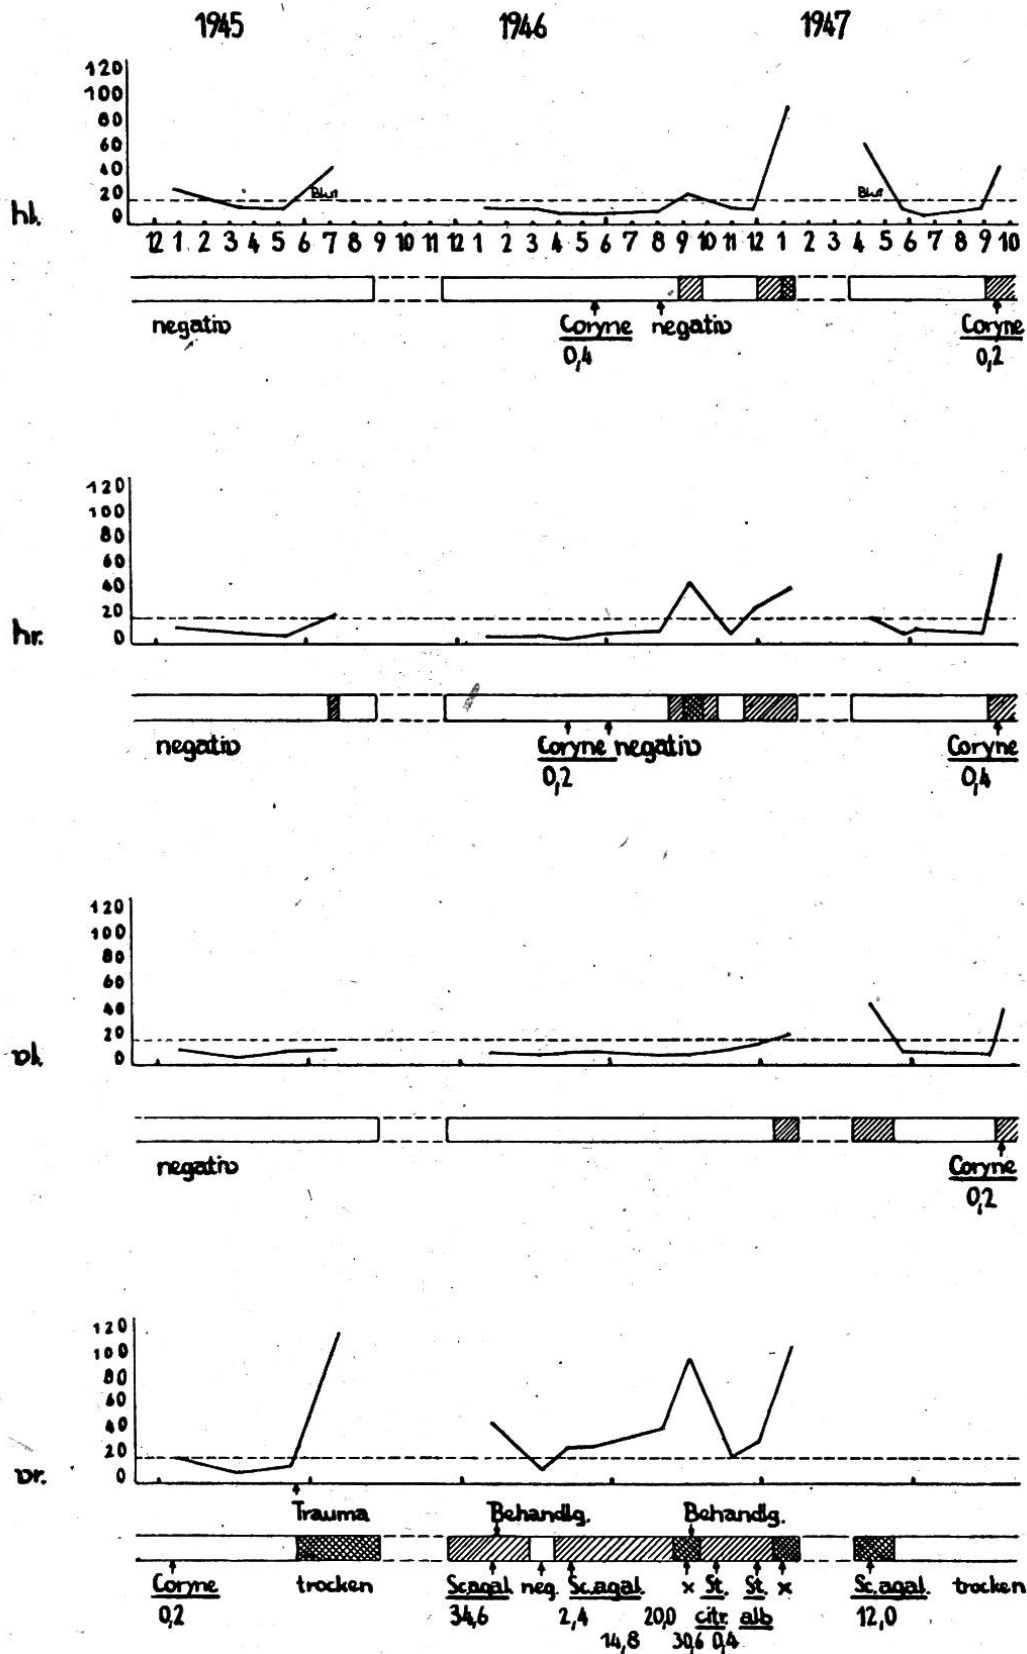 1945 1946 1947
120
100
80
60
40
20
0
hl.
Blut Blut
12 1 2 3 4 5 6 7 9 10 11 12 1 2 3 4 5 6 7 8 9 10 11 12 1 2 3 4 5 6 7 8 9 10
negativ Coryne negativ Coryne
0,4 0,2
120
100
80
60
40
20
0
hr.
negativ Coryne negativ Coryne
0,2 0,4
120
100
80
60
40
20
0
vl.
negativ Coryne
0,2
120
100
80
60
40
20
0
vr.
Trauma Behandlg. Behandlg.
Coryne trocken Sc.agal. neg. Sc.agal. x St. St. x Sc.agal. trocken
0,2 34,6 2,4 20,0 citr. alb 12,0
14,8 30,6 0,4